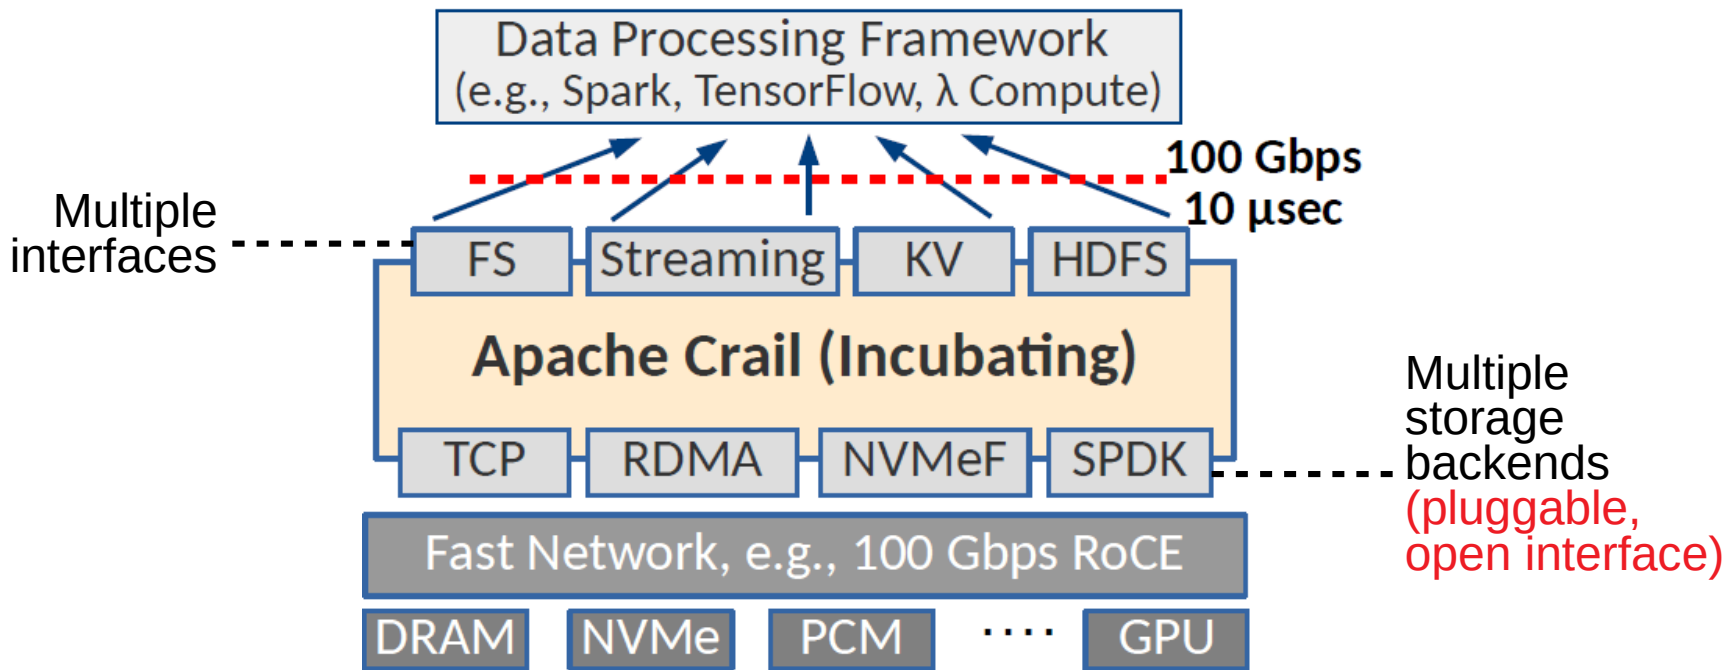 Data Processing Framework
(e.g., Spark, TensorFlow, λ Compute)
100 Gbps
10 μsec
Multiple
interfaces
FS
Streaming
KV
HDFS
Apache Crail (Incubating)
TCP
RDMA
NVMeF
SPDK
Multiple
storage
backends
(pluggable,
open interface)
Fast Network, e.g., 100 Gbps RoCE
DRAM
NVMe
PCM
....
GPU